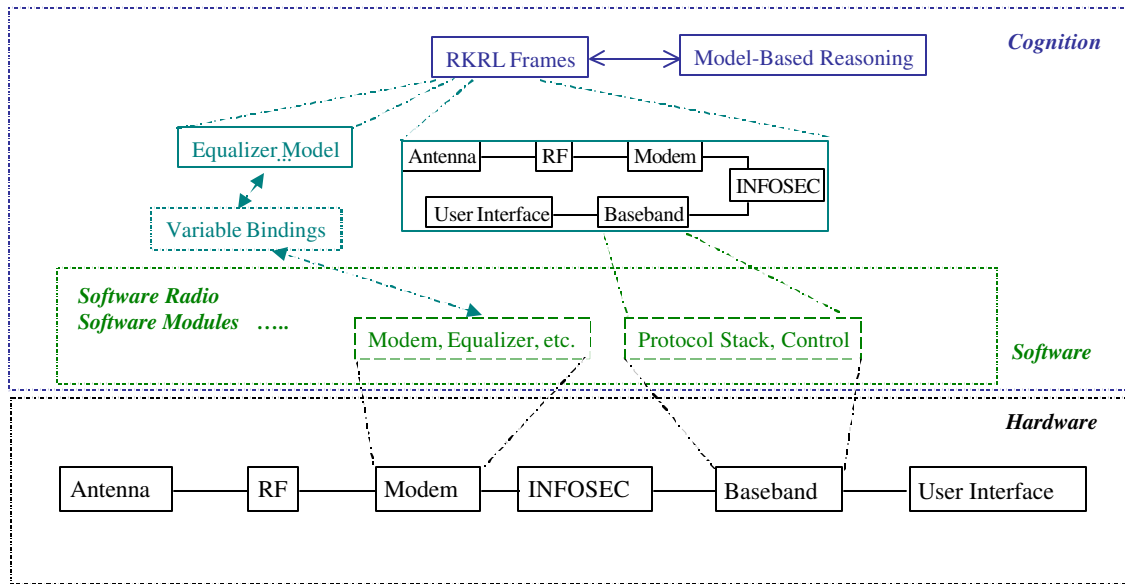 Cognition
RKRL Frames
Model-Based Reasoning
Equalizer Model
...
Antenna
RF
Modem
INFOSEC
User Interface
Baseband
Variable Bindings
Software Radio
Software Modules .....
Modem, Equalizer, etc.
Protocol Stack, Control
Software
Hardware
Antenna
RF
Modem
INFOSEC
Baseband
User Interface